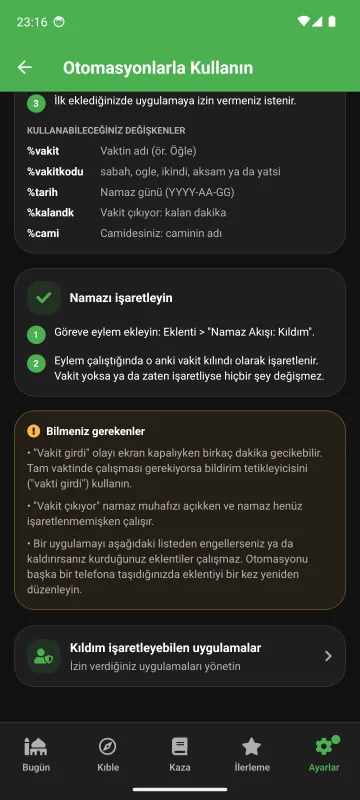 23:16
Otomasyonlarla Kullanın
3 İlk eklediğinizde uygulamaya izin vermeniz istenir.
KULLANABİLECEĞİNİZ DEĞİŞKENLER
%vakit Vaktin adı (ör. Öğle)
%vakitkodu sabah, ogle, ikindi, aksam ya da yatsi
%tarih Namaz günü (YYYY-AA-GG)
%kalandk Vakit çıkıyor: kalan dakika
%cami Camidesiniz: caminin adı
Namazı işaretleyin
1 Göreve eylem ekleyin: Eklenti > "Namaz Akışı: Kıldım".
2 Eylem çalıştığında o anki vakit kılındı olarak işaretlenir.
Vakit yoksa ya da zaten işaretliyse hiçbir şey değişmez.
Bilmeniz gerekenler
• "Vakit girdi" olayı ekran kapalıyken birkaç dakika gecikebilir.
Tam vaktinde çalışması gerekiyorsa bildirim tetikleyicisini
("vakti girdi") kullanın.
• "Vakit çıkıyor" namaz muhafızı açıkken ve namaz henüz
işaretlenmemişken çalışır.
• Bir uygulamayı aşağıdaki listeden engellerseniz ya da
kaldırırsanız kurduğunuz eklentiler çalışmaz. Otomasyonu
başka bir telefona taşıdığınızda eklentiyi bir kez yeniden
düzenleyin.
Kıldım işaretleyebilen uygulamalar
İzin verdiğiniz uygulamaları yönetin
Bugün Kıble Kaza İlerleme Ayarlar